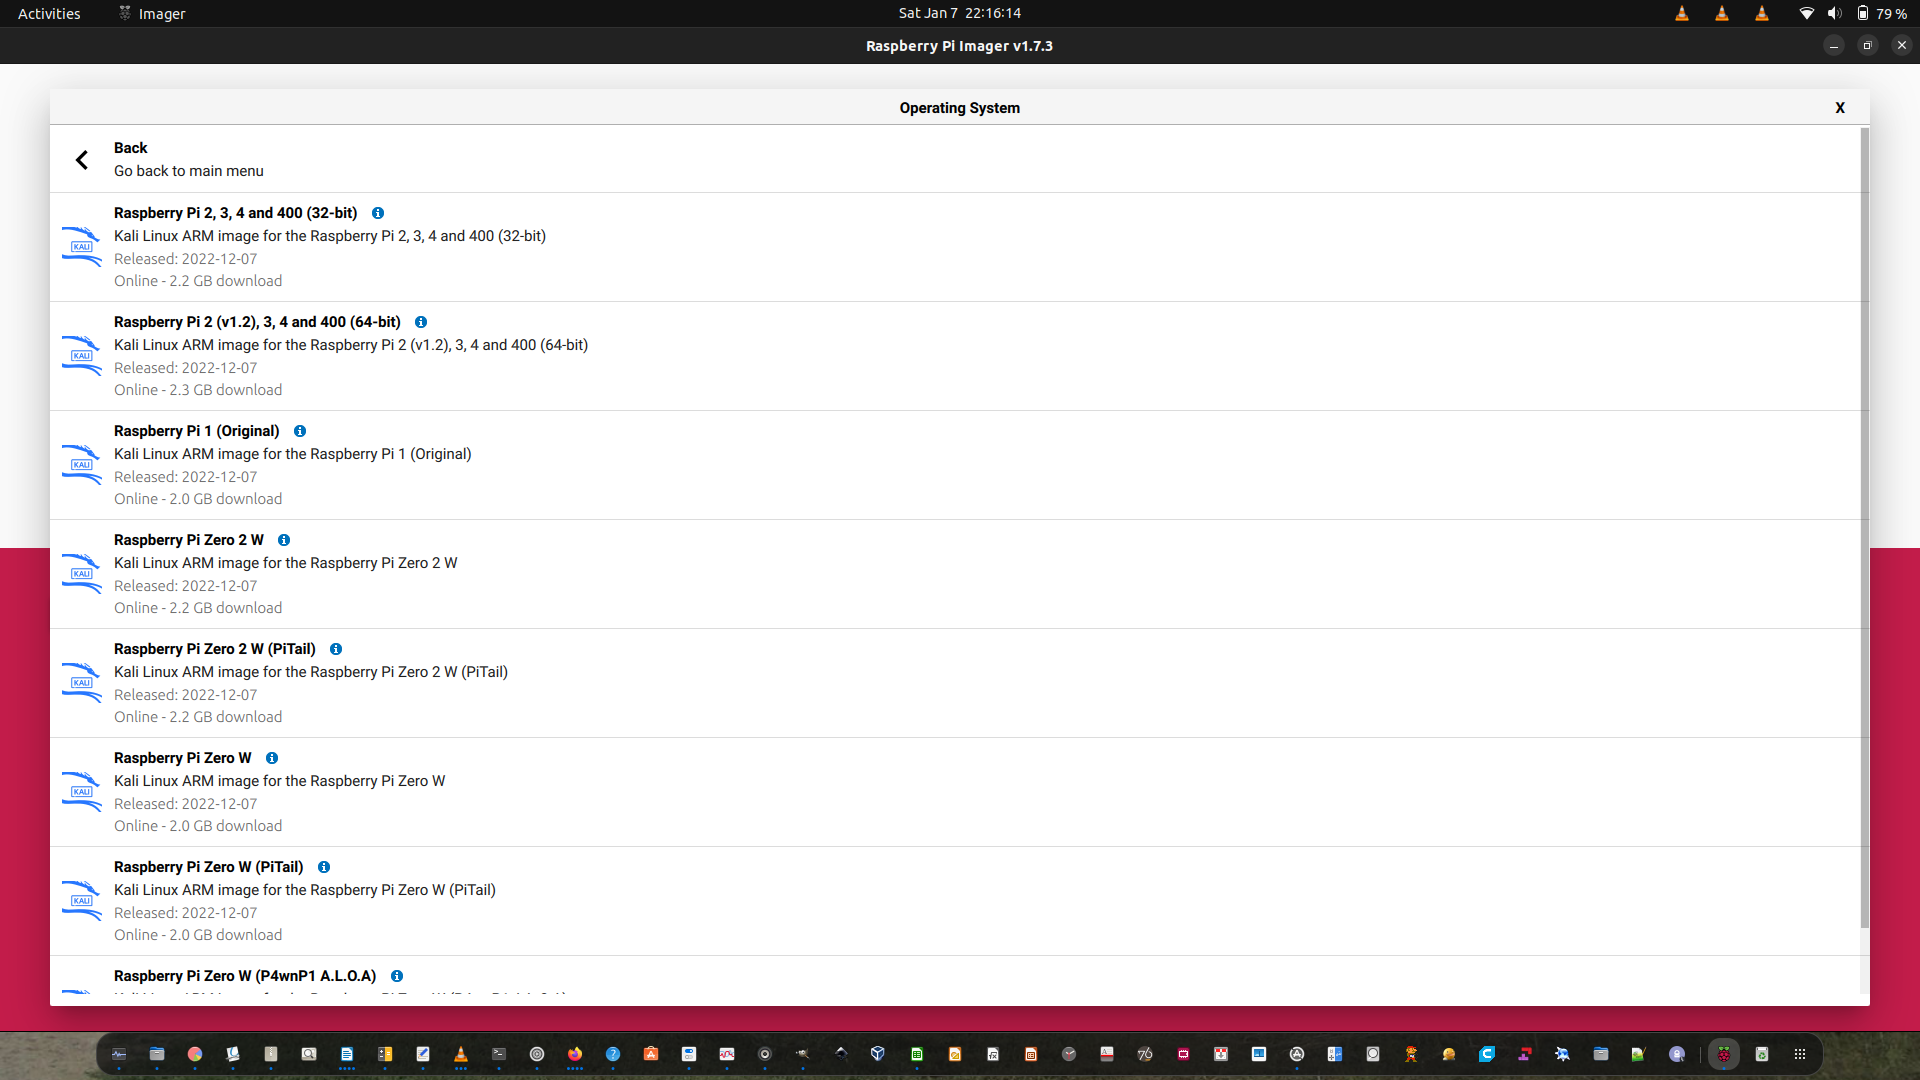 Activities
Imager
Sat Jan 7 22:16:14
79 %
Raspberry Pi Imager v1.7.3
Operating System
X
Back
Go back to main menu
Raspberry Pi 2, 3, 4 and 400 (32-bit)
KALI
Kali Linux ARM image for the Raspberry Pi 2, 3, 4 and 400 (32-bit)
Released: 2022-12-07
Online - 2.2 GB download
Raspberry Pi 2 (v1.2), 3, 4 and 400 (64-bit)
KALI
Kali Linux ARM image for the Raspberry Pi 2 (v1.2), 3, 4 and 400 (64-bit)
Released: 2022-12-07
Online - 2.3 GB download
Raspberry Pi 1 (Original)
KALI
Kali Linux ARM image for the Raspberry Pi 1 (Original)
Released: 2022-12-07
Online - 2.0 GB download
Raspberry Pi Zero 2 W
KALI
Kali Linux ARM image for the Raspberry Pi Zero 2 W
Released: 2022-12-07
Online - 2.2 GB download
Raspberry Pi Zero 2 W (PiTail)
KALI
Kali Linux ARM image for the Raspberry Pi Zero 2 W (PiTail)
Released: 2022-12-07
Online - 2.2 GB download
Raspberry Pi Zero W
KALI
Kali Linux ARM image for the Raspberry Pi Zero W
Released: 2022-12-07
Online - 2.0 GB download
Raspberry Pi Zero W (PiTail)
KALI
Kali Linux ARM image for the Raspberry Pi Zero W (PiTail)
Released: 2022-12-07
Online - 2.0 GB download
Raspberry Pi Zero W (P4wnP1 A.L.O.A)